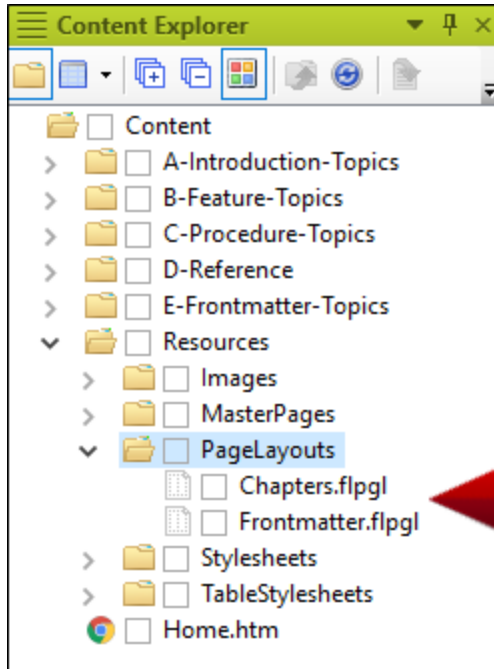 Content Explorer
Content
A-Introduction-Topics
B-Feature-Topics
C-Procedure-Topics
D-Reference
E-Frontmatter-Topics
Resources
Images
MasterPages
PageLayouts
Chapters.flpgl
Frontmatter.flpgl
Stylesheets
TableStylesheets
Home.htm